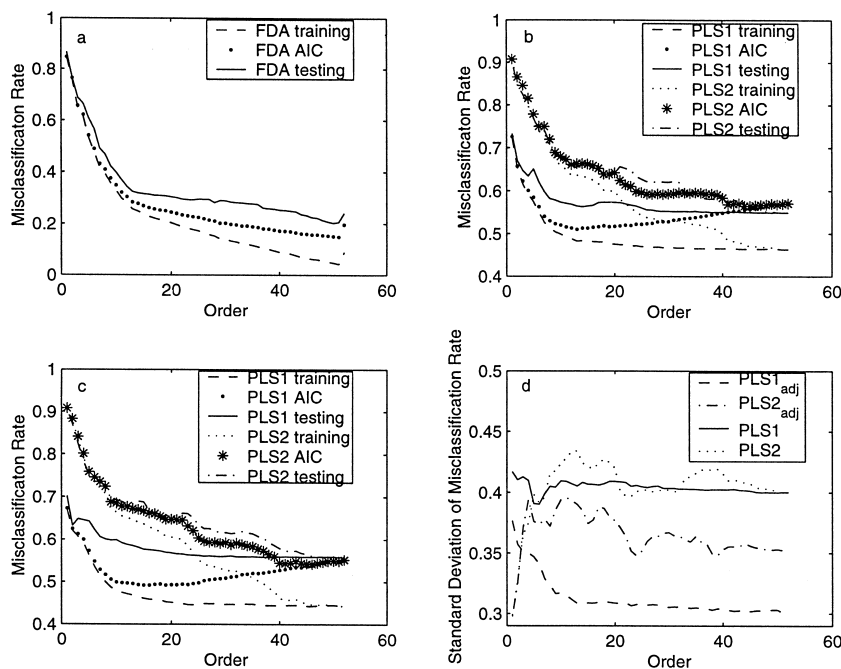 a
FDA training
FDA AIC
FDA testing
Misclassificaton Rate
1
0.8
0.6
0.4
0.2
0
0
20
40
60
Order
b
PLS1 training
PLS1 AIC
PLS1 testing
PLS2 training
PLS2 AIC
PLS2 testing
Misclassificaton Rate
1
0.9
0.8
0.7
0.6
0.5
0.4
0
20
40
60
Order
c
PLS1 training
PLS1 AIC
PLS1 testing
PLS2 training
PLS2 AIC
PLS2 testing
Misclassificaton Rate
1
0.9
0.8
0.7
0.6
0.5
0.4
0
20
40
60
Order
d
PLS1adj
PLS2adj
PLS1
PLS2
Standard Deviation of Misclassification Rate
0.5
0.45
0.4
0.35
0.3
0
20
40
60
Order